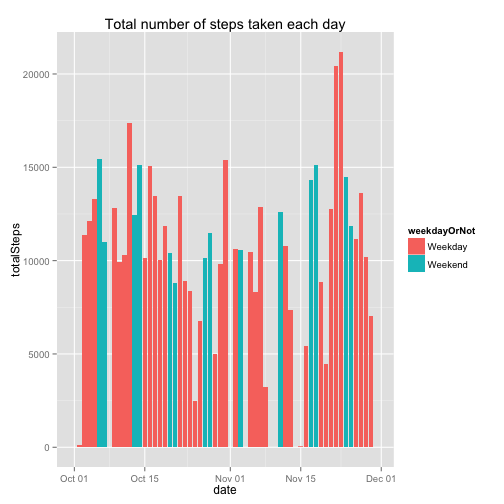 Total number of steps taken each day
totalSteps
20000
15000
10000
5000
0
Oct 01
Oct 15
Nov 01
Nov 15
Dec 01
date
weekdayOrNot
Weekday
Weekend